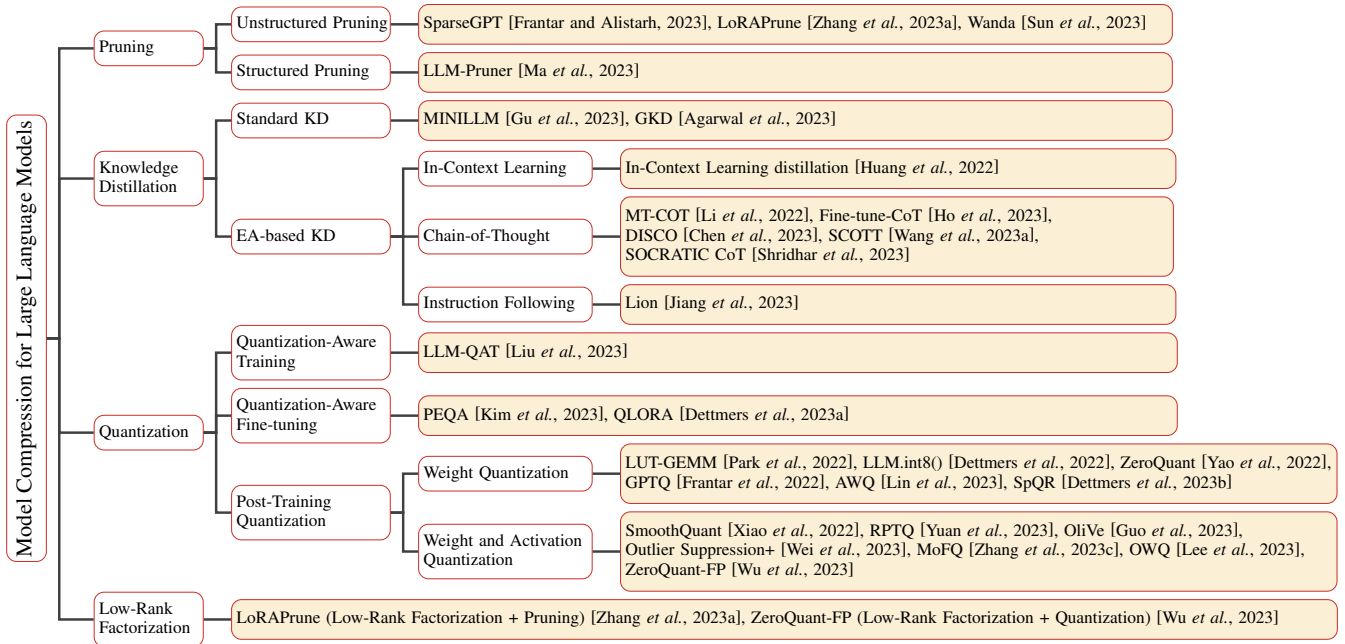 Model Compression for Large Language Models
Pruning
Unstructured Pruning
SparseGPT [Frantar and Alistarh, 2023], LoRAPrune [Zhang et al., 2023a], Wanda [Sun et al., 2023]
Structured Pruning
LLM-Pruner [Ma et al., 2023]
Knowledge
Distillation
Standard KD
MINILLM [Gu et al., 2023], GKD [Agarwal et al., 2023]
EA-based KD
In-Context Learning
In-Context Learning distillation [Huang et al., 2022]
Chain-of-Thought
MT-COT [Li et al., 2022], Fine-tune-CoT [Ho et al., 2023],
DISCO [Chen et al., 2023], SCOTT [Wang et al., 2023a],
SOCRATIC CoT [Shridhar et al., 2023]
Instruction Following
Lion [Jiang et al., 2023]
Quantization
Quantization-Aware
Training
LLM-QAT [Liu et al., 2023]
Quantization-Aware
Fine-tuning
PEQA [Kim et al., 2023], QLORA [Dettmers et al., 2023a]
Post-Training
Quantization
Weight Quantization
LUT-GEMM [Park et al., 2022], LLM.int8() [Dettmers et al., 2022], ZeroQuant [Yao et al., 2022],
GPTQ [Frantar et al., 2022], AWQ [Lin et al., 2023], SpQR [Dettmers et al., 2023b]
Weight and Activation
Quantization
SmoothQuant [Xiao et al., 2022], RPTQ [Yuan et al., 2023], OliVe [Guo et al., 2023],
Outlier Suppression+ [Wei et al., 2023], MoFQ [Zhang et al., 2023c], OWQ [Lee et al., 2023],
ZeroQuant-FP [Wu et al., 2023]
Low-Rank
Factorization
LoRAPrune (Low-Rank Factorization + Pruning) [Zhang et al., 2023a], ZeroQuant-FP (Low-Rank Factorization + Quantization) [Wu et al., 2023]